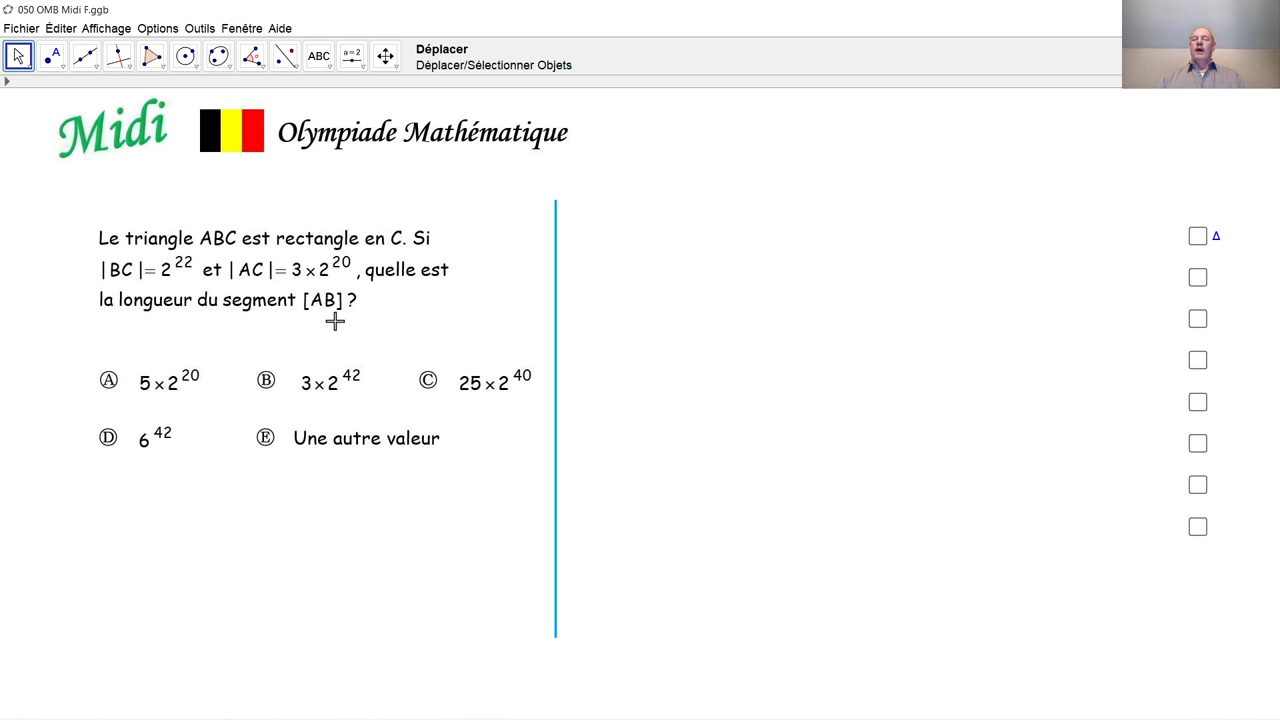 050 OMB Midi F.ggb
Fichier Éditer Affichage Options Outils Fenêtre Aide
A ABC a=2 Déplacer
Déplacer/Sélectionner Objets
Midi Olympiade Mathématique
Le triangle ABC est rectangle en C. Si
|BC|= 2^22 et |AC|= 3×2^20, quelle est
la longueur du segment [AB] ?
Ⓐ 5×2^20 Ⓑ 3×2^42 Ⓒ 25×2^40
Ⓓ 6^42 Ⓔ Une autre valeur
Δ